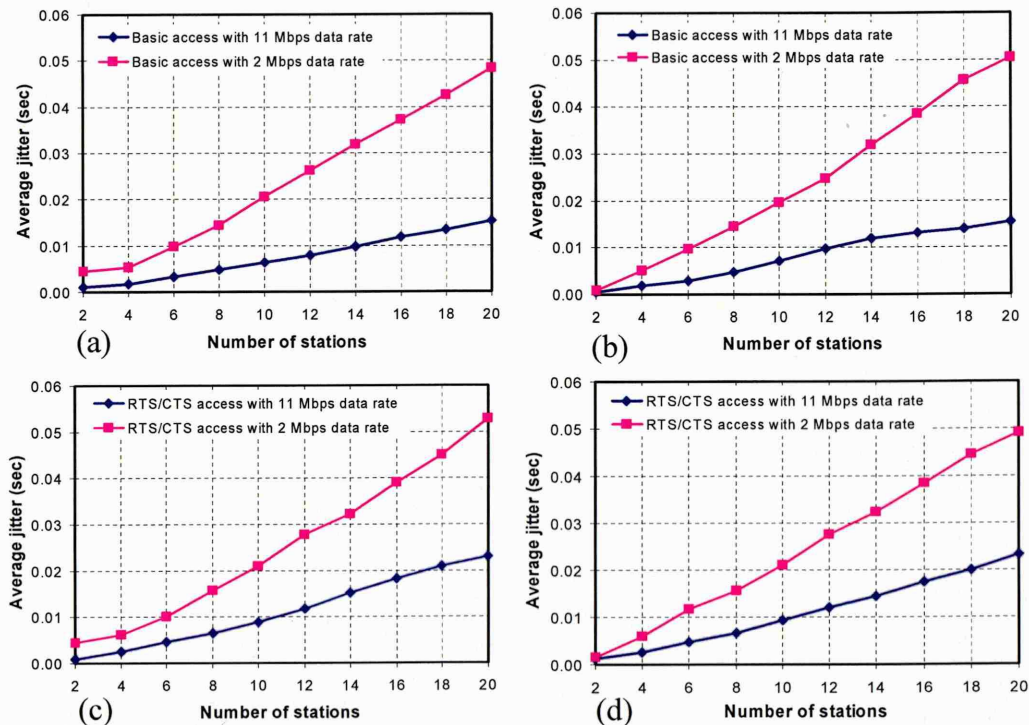 0.06
0.05
0.04
0.03
0.02
0.01
0.00
Average jitter (sec)
Basic access with 11 Mbps data rate
Basic access with 2 Mbps data rate
2 4 6 8 10 12 14 16 18 20
(a)
Number of stations
0.06
0.05
0.04
0.03
0.02
0.01
0.00
Average jitter (sec)
Basic access with 11 Mbps data rate
Basic access with 2 Mbps data rate
2 4 6 8 10 12 14 16 18 20
(b)
Number of stations
0.06
0.05
0.04
0.03
0.02
0.01
0.00
Average jitter (sec)
RTS/CTS access with 11 Mbps data rate
RTS/CTS access with 2 Mbps data rate
2 4 6 8 10 12 14 16 18 20
(c)
Number of stations
0.06
0.05
0.04
0.03
0.02
0.01
0.00
Average jitter (sec)
RTS/CTS access with 11 Mbps data rate
RTS/CTS access with 2 Mbps data rate
2 4 6 8 10 12 14 16 18 20
(d)
Number of stations